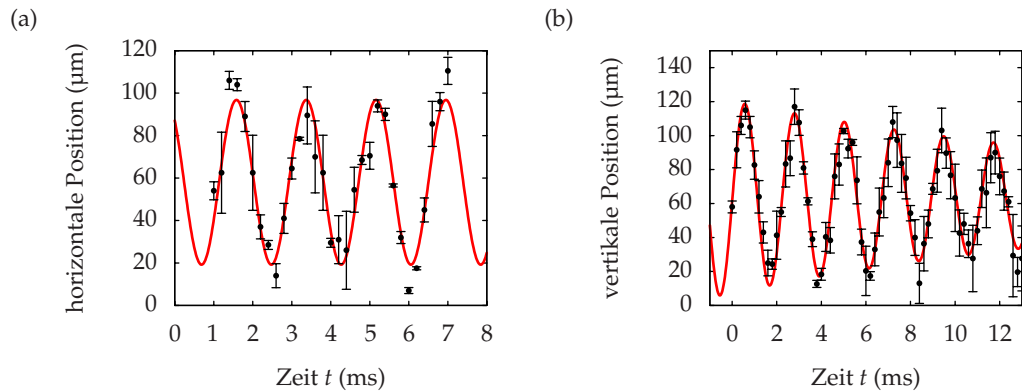 (a)
horizontale Position (µm)
120
100
80
60
40
20
0
0 1 2 3 4 5 6 7 8
Zeit t (ms)
(b)
vertikale Position (µm)
140
120
100
80
60
40
20
0
0 2 4 6 8 10 12
Zeit t (ms)